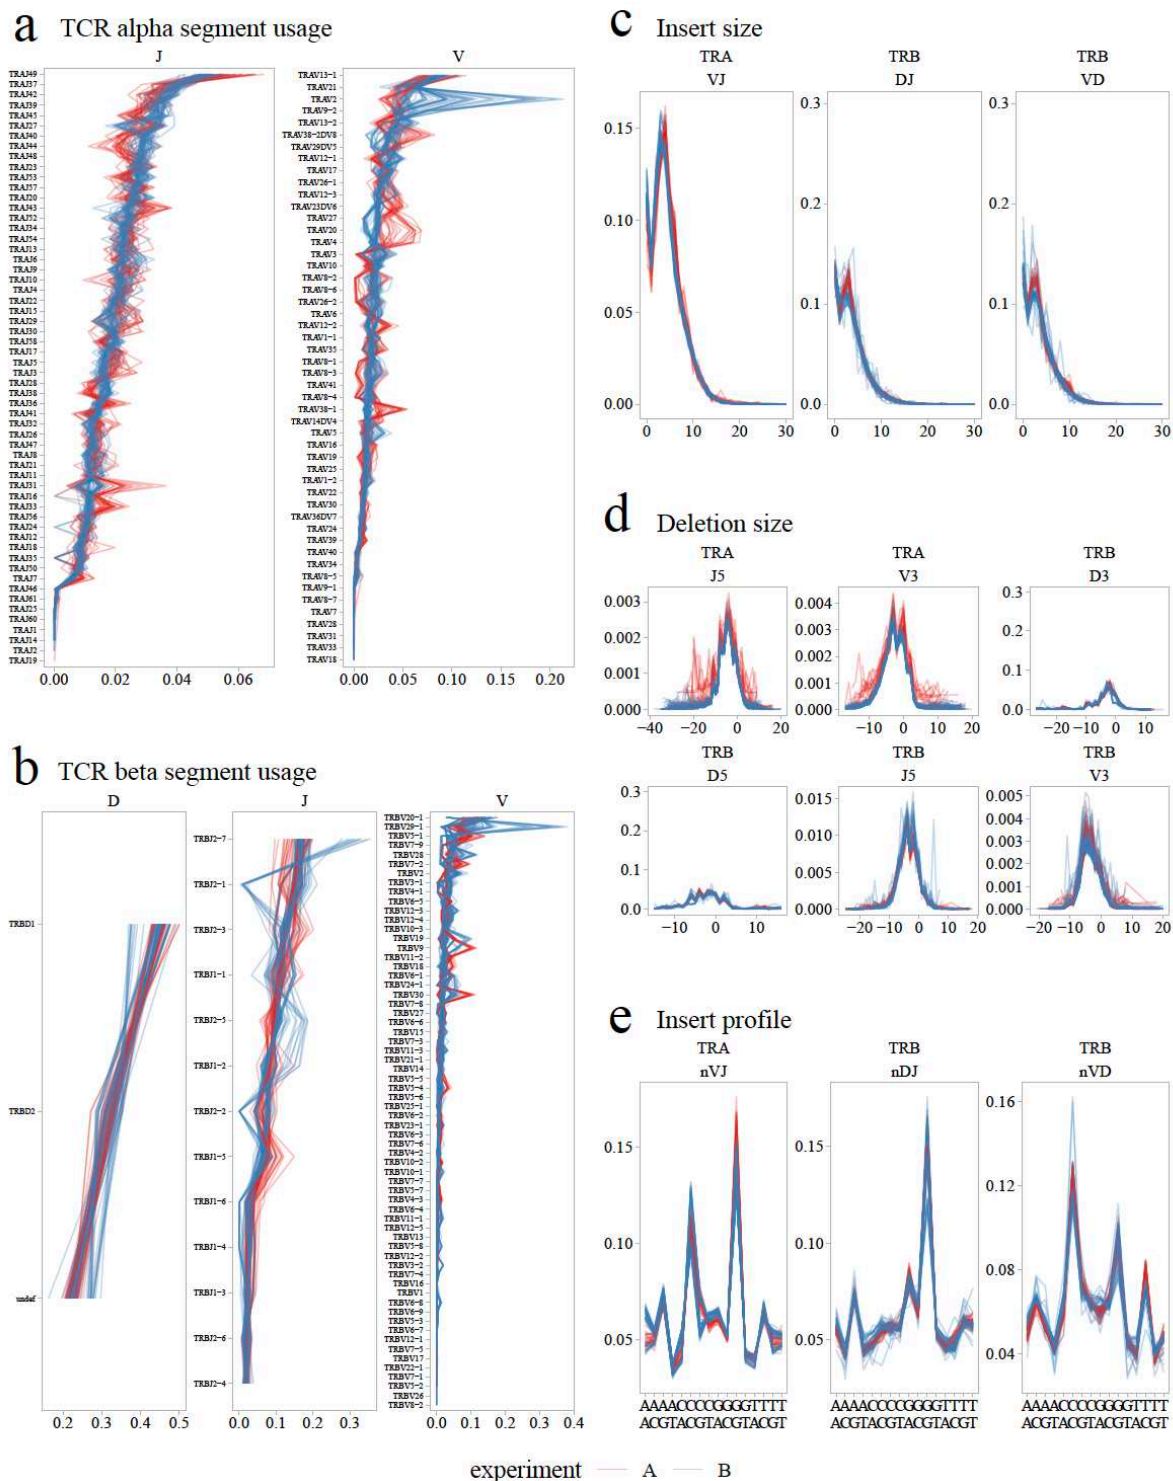 a TCR alpha segment usage
J
TRAJ49
TRAJ37
TRAJ42
TRAJ39
TRAJ45
TRAJ27
TRAJ40
TRAJ44
TRAJ48
TRAJ23
TRAJ53
TRAJ57
TRAJ20
TRAJ43
TRAJ52
TRAJ34
TRAJ54
TRAJ13
TRAJ6
TRAJ9
TRAJ10
TRAJ4
TRAJ22
TRAJ15
TRAJ29
TRAJ30
TRAJ58
TRAJ17
TRAJ5
TRAJ3
TRAJ28
TRAJ38
TRAJ36
TRAJ41
TRAJ32
TRAJ26
TRAJ47
TRAJ8
TRAJ21
TRAJ11
TRAJ31
TRAJ16
TRAJ33
TRAJ56
TRAJ24
TRAJ12
TRAJ18
TRAJ35
TRAJ50
TRAJ7
TRAJ46
TRAJ61
TRAJ25
TRAJ60
TRAJ1
TRAJ14
TRAJ2
TRAJ19
0.00 0.02 0.04 0.06
V
TRAV13-1
TRAV21
TRAV2
TRAV9-2
TRAV13-2
TRAV38-2DV8
TRAV29DV5
TRAV12-1
TRAV17
TRAV26-1
TRAV12-3
TRAV23DV6
TRAV27
TRAV20
TRAV4
TRAV3
TRAV10
TRAV8-2
TRAV8-6
TRAV26-2
TRAV6
TRAV12-2
TRAV1-1
TRAV35
TRAV8-1
TRAV8-3
TRAV41
TRAV8-4
TRAV38-1
TRAV14DV4
TRAV5
TRAV16
TRAV19
TRAV25
TRAV1-2
TRAV22
TRAV30
TRAV36DV7
TRAV24
TRAV39
TRAV40
TRAV34
TRAV8-5
TRAV9-1
TRAV8-7
TRAV7
TRAV28
TRAV31
TRAV33
TRAV18
0.00 0.05 0.10 0.15 0.20
b TCR beta segment usage
D
TRBD1
TRBD2
undef
0.2 0.3 0.4 0.5
J
TRBJ2-7
TRBJ2-1
TRBJ2-3
TRBJ1-1
TRBJ2-5
TRBJ1-2
TRBJ2-2
TRBJ1-5
TRBJ1-6
TRBJ1-4
TRBJ1-3
TRBJ2-6
TRBJ2-4
0.0 0.1 0.2 0.3
V
TRBV20-1
TRBV29-1
TRBV5-1
TRBV7-9
TRBV28
TRBV7-2
TRBV2
TRBV3-1
TRBV4-1
TRBV6-5
TRBV12-3
TRBV12-4
TRBV10-3
TRBV19
TRBV9
TRBV11-2
TRBV18
TRBV6-1
TRBV24-1
TRBV30
TRBV7-8
TRBV27
TRBV6-6
TRBV15
TRBV7-3
TRBV11-3
TRBV21-1
TRBV14
TRBV5-5
TRBV5-4
TRBV5-6
TRBV25-1
TRBV6-2
TRBV23-1
TRBV6-3
TRBV7-6
TRBV4-2
TRBV10-2
TRBV10-1
TRBV7-7
TRBV5-7
TRBV4-3
TRBV6-4
TRBV11-1
TRBV12-5
TRBV13
TRBV5-8
TRBV12-2
TRBV3-2
TRBV7-4
TRBV16
TRBV1
TRBV6-8
TRBV6-9
TRBV5-3
TRBV6-7
TRBV12-1
TRBV7-5
TRBV17
TRBV22-1
TRBV7-1
TRBV5-2
TRBV26
TRBV8-2
0.0 0.1 0.2 0.3 0.4
c Insert size
TRA
VJ
0.15
0.10
0.05
0.00
0 10 20 30
TRB
DJ
0.3
0.2
0.1
0.0
0 10 20 30
TRB
VD
0.3
0.2
0.1
0.0
0 10 20 30
d Deletion size
TRA
J5
0.003
0.002
0.001
0.000
−40 −20 0 20
TRA
V3
0.004
0.003
0.002
0.001
0.000
−10 0 10
TRB
D3
0.3
0.2
0.1
0.0
−20 −10 0 10
TRB
D5
0.3
0.2
0.1
0.0
−10 0 10
TRB
J5
0.015
0.010
0.005
0.000
−20 −10 0 10 20
TRB
V3
0.005
0.004
0.003
0.002
0.001
0.000
−20 −10 0 10 20
e Insert profile
TRA
nVJ
0.15
0.10
0.05
AAAACCCCGGGGTTTT
ACGTACGTACGTACGT
TRB
nDJ
0.15
0.10
0.05
AAAACCCCGGGGTTTT
ACGTACGTACGTACGT
TRB
nVD
0.16
0.12
0.08
0.04
AAAACCCCGGGGTTTT
ACGTACGTACGTACGT
experiment A B